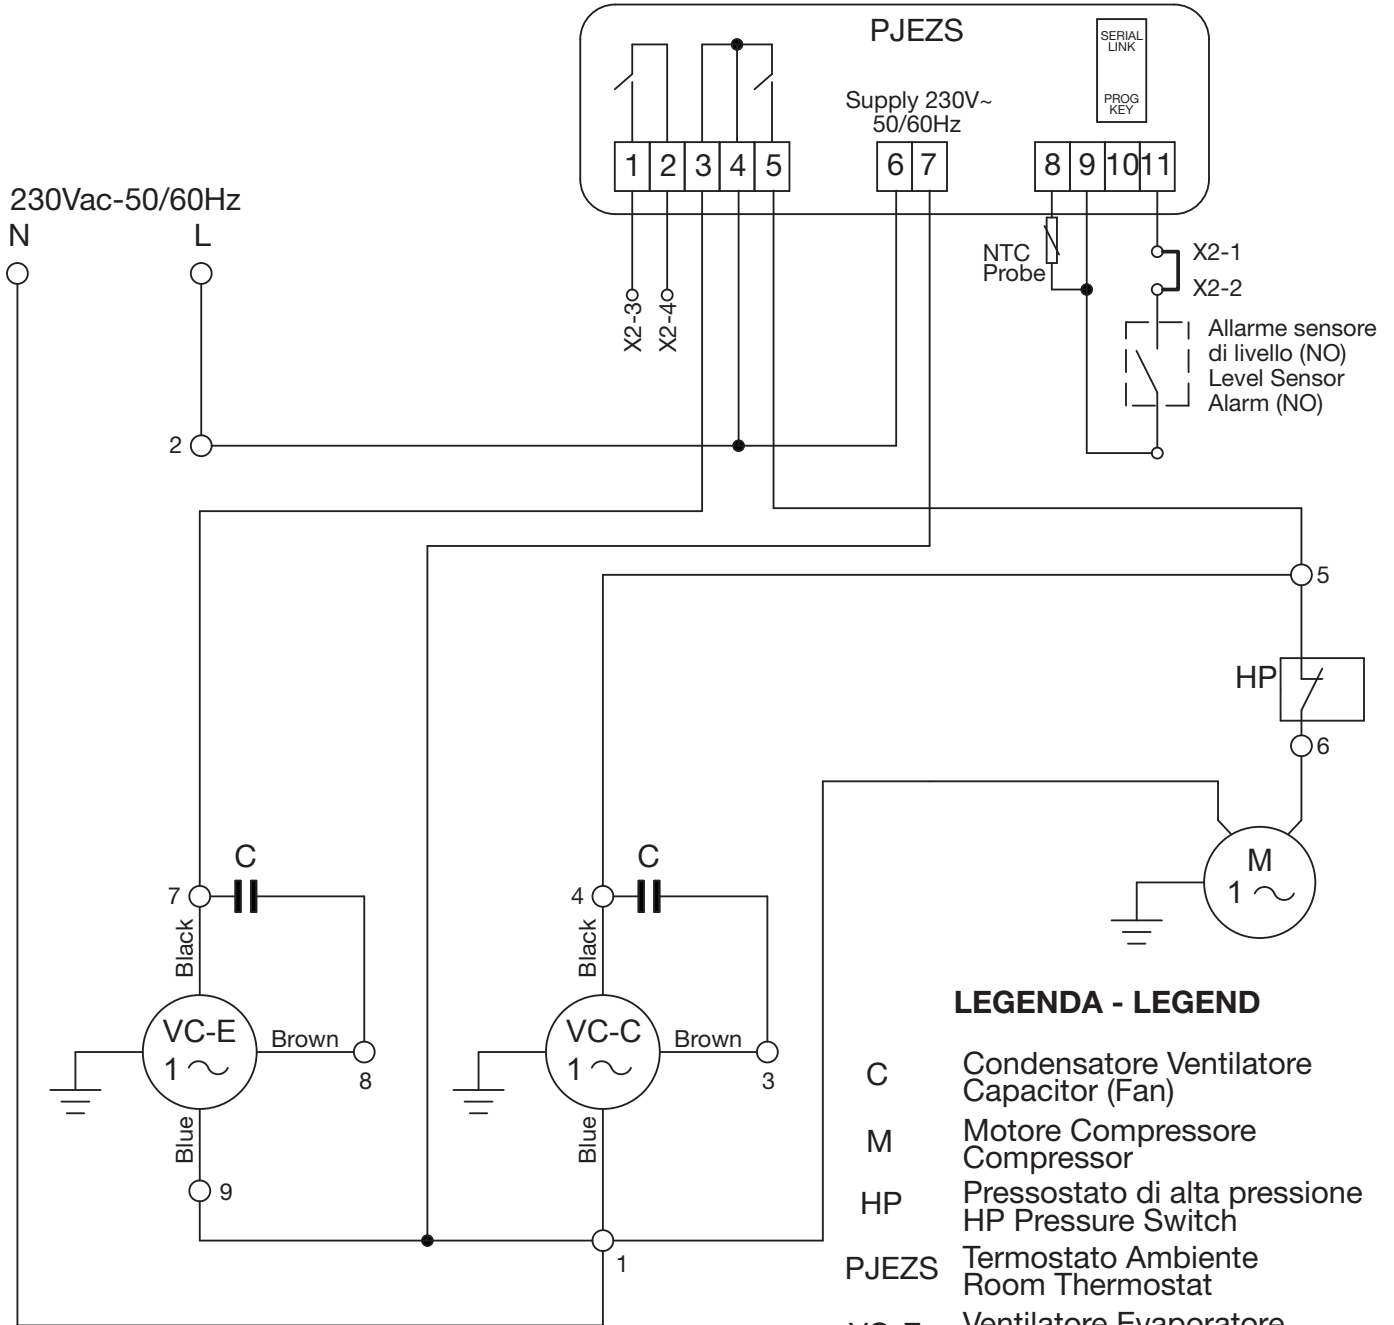 PJEZS
SERIAL
LINK
PROG
KEY
Supply 230V~
50/60Hz
1 2 3 4 5 6 7 8 9 10 11
230Vac-50/60Hz
N L
NTC
Probe
X2-1
X2-2
X2-3
X2-4
Allarme sensore
di livello (NO)
Level Sensor
Alarm (NO)
2
5
HP
6
C
C
7
4
Black
Black
M
1
VC-E
1
Brown
8
VC-C
1
Brown
3
Blue
Blue
9
1
LEGENDA - LEGEND
C Condensatore Ventilatore
Capacitor (Fan)
M Motore Compressore
Compressor
HP Pressostato di alta pressione
HP Pressure Switch
PJEZS Termostato Ambiente
Room Thermostat
VC-E Ventilatore Evaporatore